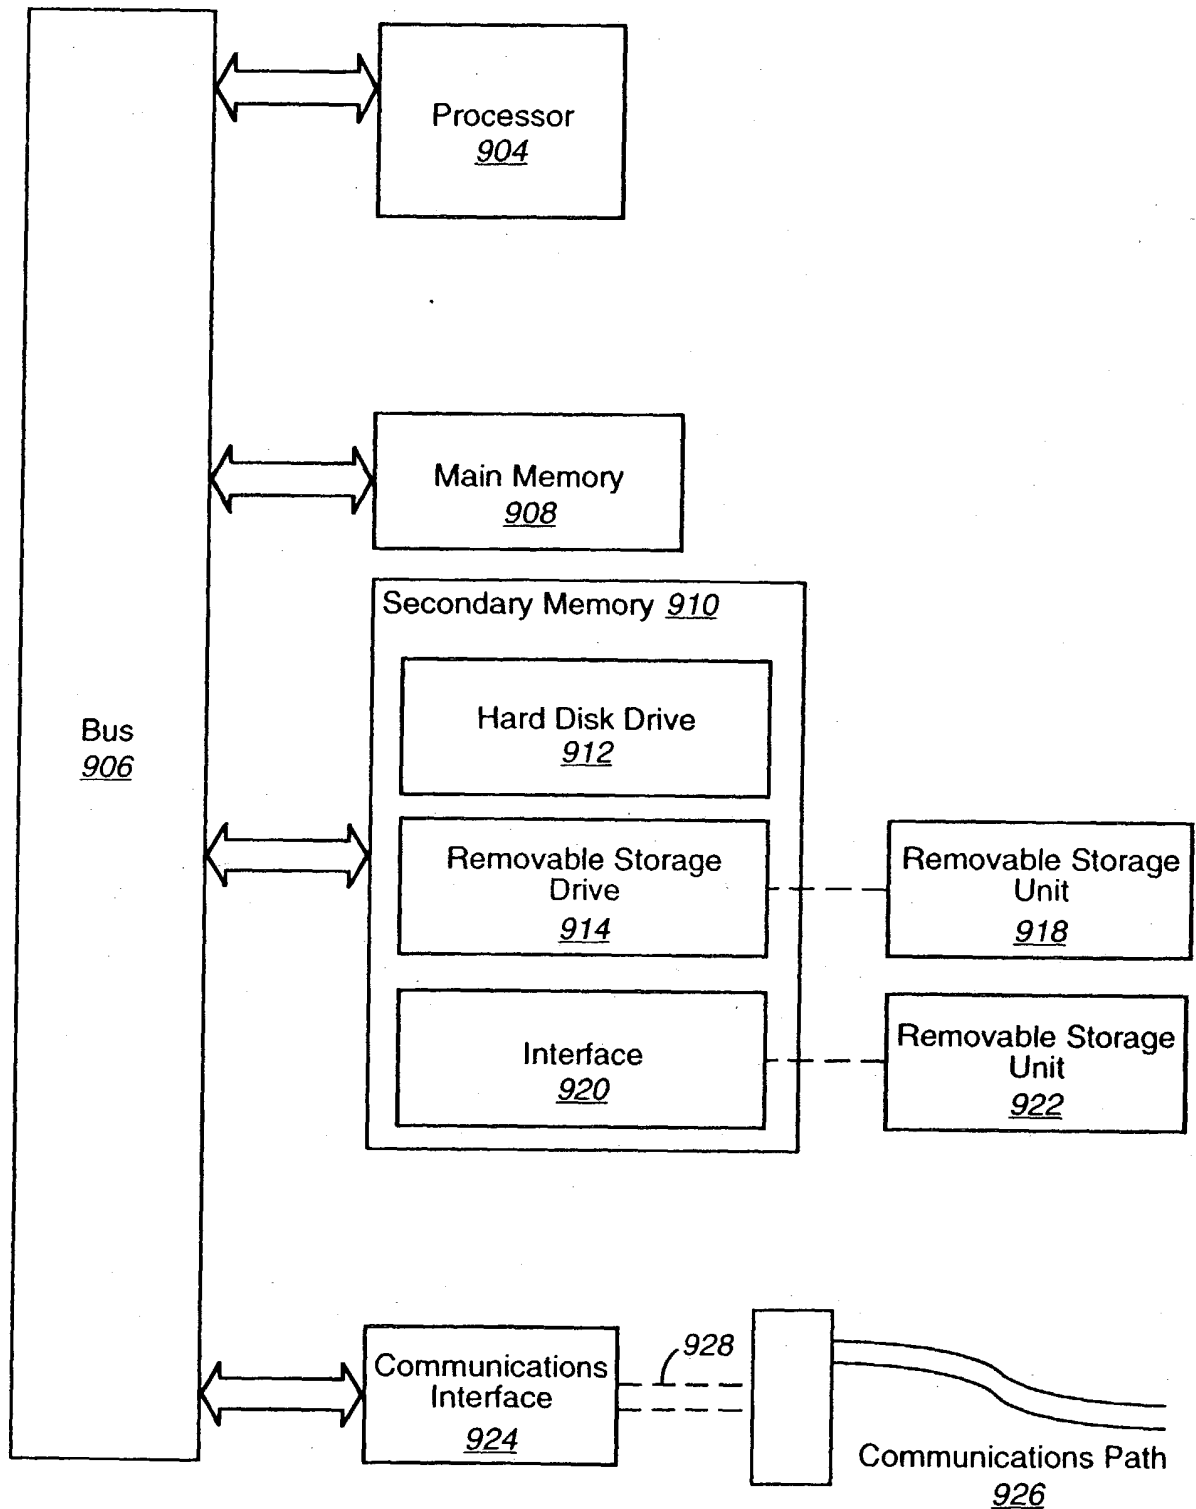 Processor
904
Main Memory
908
Secondary Memory 910
Hard Disk Drive
912
Bus
906
Removable Storage
Drive
914
Removable Storage
Unit
918
Interface
920
Removable Storage
Unit
922
Communications
Interface
924
928
Communications Path
926